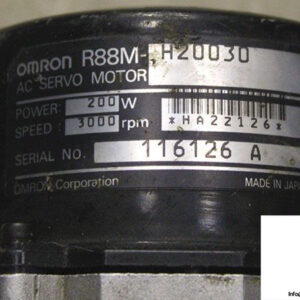 OMRON R88M-H20030
AC SERVO MOTOR
POWER: 200 W
SPEED: 3000 rpm
*HA22126*
SERIAL No. 116126 A
OMRON Corporation MADE IN JAPA